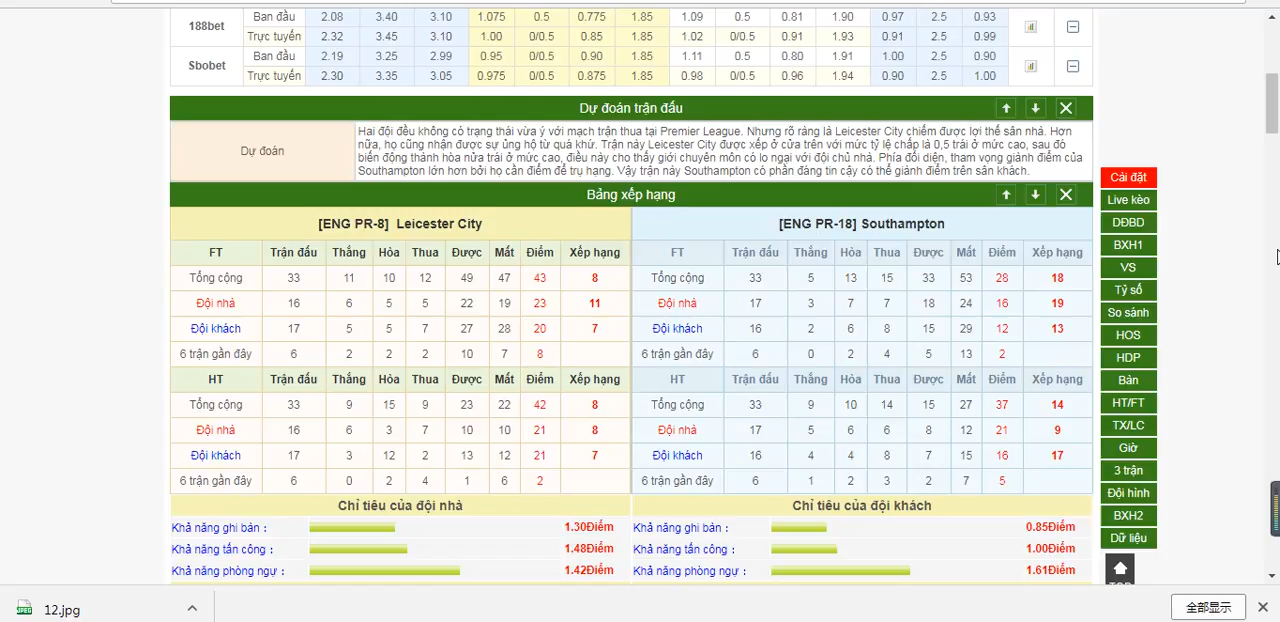 188bet Ban đầu 2.08 3.40 3.10 1.075 0.5 0.775 1.85 1.09 0.5 0.81 1.90 0.97 2.5 0.93
Trực tuyến 2.32 3.45 3.10 1.00 0/0.5 0.85 1.85 1.02 0/0.5 0.91 1.93 0.91 2.5 0.99
Sbobet Ban đầu 2.19 3.25 2.99 0.95 0/0.5 0.90 1.85 1.11 0.5 0.80 1.91 1.00 2.5 0.90
Trực tuyến 2.30 3.35 3.05 0.975 0/0.5 0.875 1.85 0.98 0/0.5 0.96 1.94 0.90 2.5 1.00
Dự đoán trận đấu
Dự đoán
Hai đội đều không có trạng thái vừa ý với mạch trận thua tại Premier League. Nhưng rõ ràng là Leicester City chiếm được lợi thế sân nhà. Hơn
nữa, họ cũng nhận được sự ủng hộ từ quá khứ. Trận này Leicester City được xếp ở cửa trên với mức tỷ lệ chấp là 0,5 trái ở mức cao, sau đó
biến động thành hòa nửa trái ở mức cao, điều này cho thấy giới chuyên môn có lo ngại với đội chủ nhà. Phía đối diện, tham vọng giành điểm của
Southampton lớn hơn bởi họ cần điểm để trụ hạng. Vậy trận này Southampton có phần đáng tin cậy có thể giành điểm trên sân khách.
Bảng xếp hạng
[ENG PR-8] Leicester City
FT Trận đấu Thắng Hòa Thua Được Mất Điểm Xếp hạng
Tổng cộng 33 11 10 12 49 47 43 8
Đội nhà 16 6 5 5 22 19 23 11
Đội khách 17 5 5 7 27 28 20 7
6 trận gần đây 6 2 2 2 10 7 8
HT Trận đấu Thắng Hòa Thua Được Mất Điểm Xếp hạng
Tổng cộng 33 9 15 9 23 22 42 8
Đội nhà 16 6 3 7 10 10 21 8
Đội khách 17 3 12 2 13 12 21 7
6 trận gần đây 6 0 2 4 1 6 2
[ENG PR-18] Southampton
FT Trận đấu Thắng Hòa Thua Được Mất Điểm Xếp hạng
Tổng cộng 33 5 13 15 33 53 28 18
Đội nhà 17 3 7 7 18 24 16 19
Đội khách 16 2 6 8 15 29 12 13
6 trận gần đây 6 0 2 4 5 13 2
HT Trận đấu Thắng Hòa Thua Được Mất Điểm Xếp hạng
Tổng cộng 33 9 10 14 15 27 37 14
Đội nhà 17 5 6 6 8 12 21 9
Đội khách 16 4 4 8 7 15 16 17
6 trận gần đây 6 1 2 3 2 7 5
Chỉ tiêu của đội nhà
Khả năng ghi bàn : 1.30Điểm
Khả năng tấn công : 1.48Điểm
Khả năng phòng ngự : 1.42Điểm
Chỉ tiêu của đội khách
Khả năng ghi bàn : 0.85Điểm
Khả năng tấn công : 1.00Điểm
Khả năng phòng ngự : 1.61Điểm
Cài đặt
Live kèo
DĐBD
BXH1
VS
Tỷ số
So sánh
HOS
HDP
Bàn
HT/FT
TX/LC
Giờ
3 trận
Đội hình
BXH2
Dữ liệu
TOP
12.jpg
全部显示